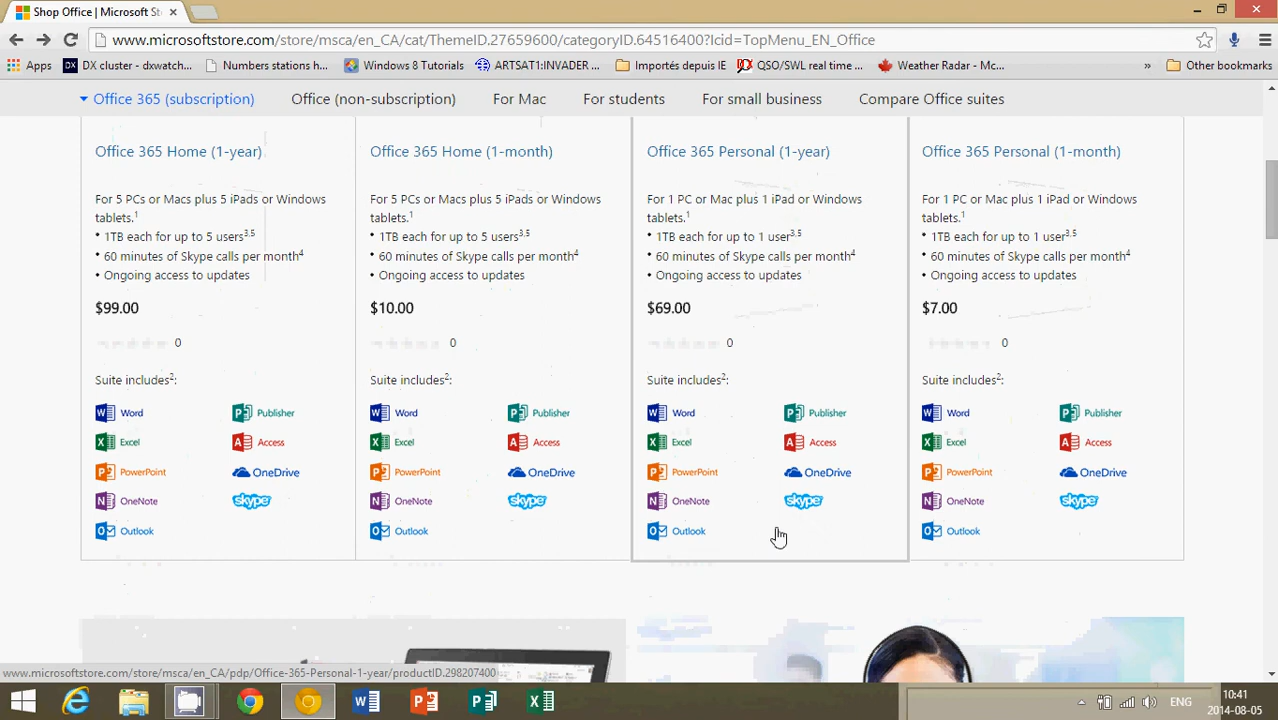 Shop Office | Microsoft St
www.microsoftstore.com/store/msca/en_CA/cat/ThemeID.27659600/categoryID.64516400?Icid=TopMenu_EN_Office
Apps DX cluster - dxwatch... Numbers stations h... Windows 8 Tutorials ARTSAT1:INVADER ... Importés depuis IE QSO/SWL real time ... Weather Radar - Mc... » Other bookmarks
Office 365 (subscription) Office (non-subscription) For Mac For students For small business Compare Office suites
Office 365 Home (1-year)
For 5 PCs or Macs plus 5 iPads or Windows
tablets.1
• 1TB each for up to 5 users3,5
• 60 minutes of Skype calls per month4
• Ongoing access to updates
$99.00
0
Suite includes2:
Word Publisher
Excel Access
PowerPoint OneDrive
OneNote skype
Outlook
Office 365 Home (1-month)
For 5 PCs or Macs plus 5 iPads or Windows
tablets.1
• 1TB each for up to 5 users3,5
• 60 minutes of Skype calls per month4
• Ongoing access to updates
$10.00
0
Suite includes2:
Word Publisher
Excel Access
PowerPoint OneDrive
OneNote skype
Outlook
Office 365 Personal (1-year)
For 1 PC or Mac plus 1 iPad or Windows
tablets.1
• 1TB each for up to 1 user3,5
• 60 minutes of Skype calls per month4
• Ongoing access to updates
$69.00
0
Suite includes2:
Word Publisher
Excel Access
PowerPoint OneDrive
OneNote skype
Outlook
Office 365 Personal (1-month)
For 1 PC or Mac plus 1 iPad or Windows
tablets.1
• 1TB each for up to 1 user3,5
• 60 minutes of Skype calls per month4
• Ongoing access to updates
$7.00
0
Suite includes2:
Word Publisher
Excel Access
PowerPoint OneDrive
OneNote skype
Outlook
www.microsoftstore.com/store/msca/en_CA/pdp/Office-365-Personal-1-year/productID.298207400
ENG
10:41
2014-08-05